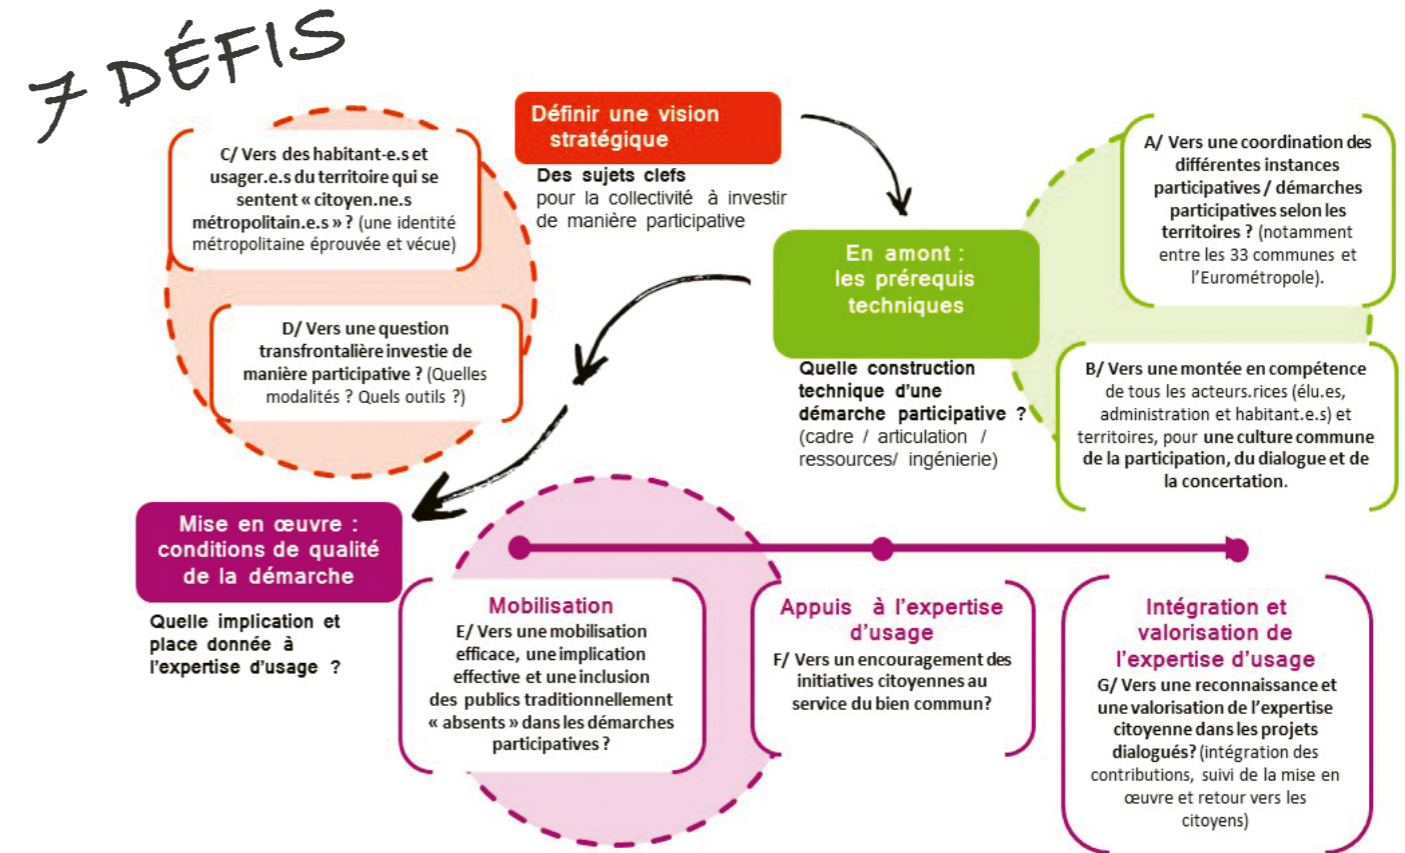 7 DÉFIS
Définir une vision
stratégique
Des sujets clefs
pour la collectivité à investir
de manière participative
C/ Vers des habitant-e.s et
usager.e.s du territoire qui se
sentent « citoyen.ne.s
métropolitain.e.s » ? (une identité
métropolitaine éprouvée et vécue)
D/ Vers une question
transfrontalière investie de
manière participative ? (Quelles
modalités ? Quels outils ?)
En amont :
les prérequis
techniques
Quelle construction
technique d'une
démarche participative ?
(cadre / articulation /
ressources/ ingénierie)
A/ Vers une coordination des
différentes instances
participatives / démarches
participatives selon les
territoires ? (notamment
entre les 33 communes et
l'Eurométropole).
B/ Vers une montée en compétence
de tous les acteurs.rices (élu.es,
administration et habitant.e.s) et
territoires, pour une culture commune
de la participation, du dialogue et de
la concertation.
Mise en œuvre :
conditions de qualité
de la démarche
Quelle implication et
place donnée à
l'expertise d'usage ?
Mobilisation
E/ Vers une mobilisation
efficace, une implication
effective et une inclusion
des publics traditionnellement
« absents » dans les démarches
participatives ?
Appuis à l'expertise
d'usage
F/ Vers un encouragement des
initiatives citoyennes au
service du bien commun?
Intégration et
valorisation de
l'expertise d'usage
G/ Vers une reconnaissance et
une valorisation de l'expertise
citoyenne dans les projets
dialogués? (intégration des
contributions, suivi de la mise en
œuvre et retour vers les
citoyens)